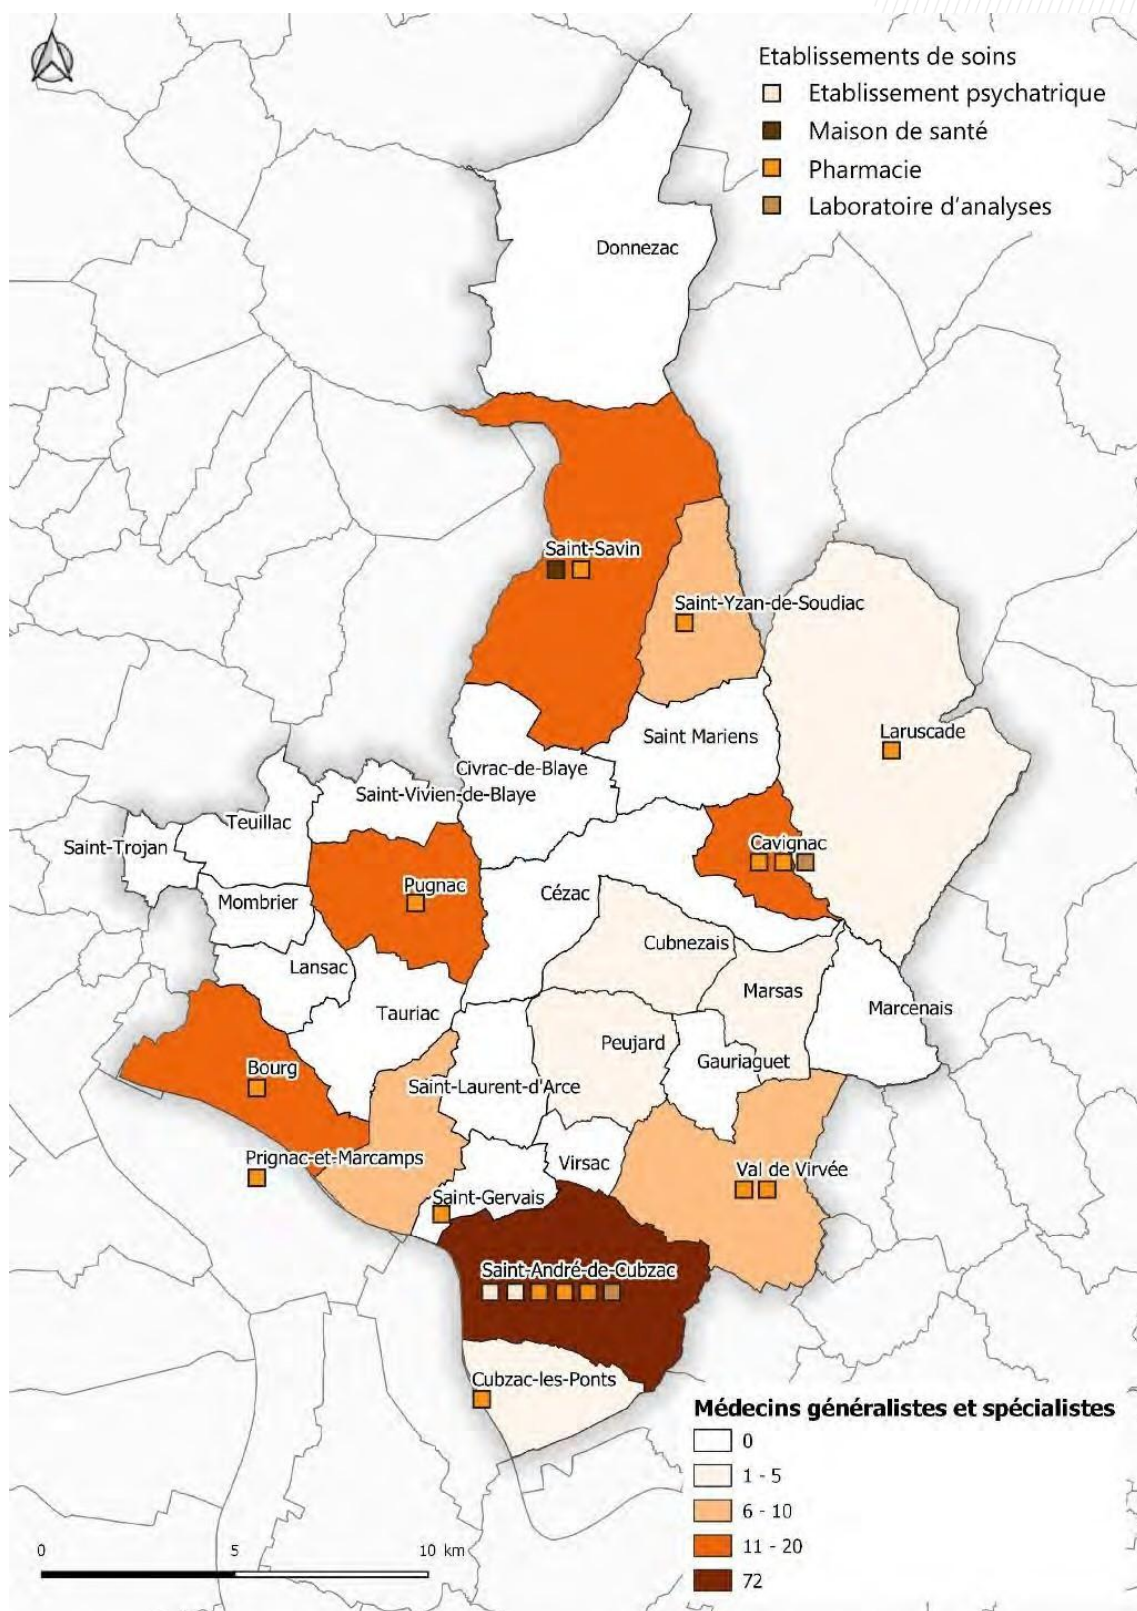 Etablissements de soins
Etablissement psychatrique
Maison de santé
Pharmacie
Laboratoire d'analyses
Donnezac
Saint-Savin
Saint-Yzan-de-Soudiac
Laruscade
Saint Mariens
Civrac-de-Blaye
Saint-Vivien-de-Blaye
Teuillac
Saint-Trojan
Cavignac
Pugnac
Cézac
Mombrier
Cubnezais
Lansac
Marsas
Marcenais
Tauriac
Peujard
Gauriaguet
Bourg
Saint-Laurent-d'Arce
Prignac-et-Marcamps
Virsac
Val de Virvée
Saint-Gervais
Saint-André-de-Cubzac
Cubzac-les-Ponts
Médecins généralistes et spécialistes
0
1 - 5
6 - 10
11 - 20
72
0 5 10 km